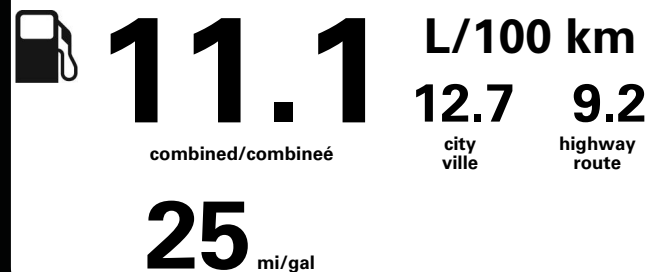 11.1 L/100 km
12.7 9.2
combined/combineé city highway
ville route
25 mi/gal